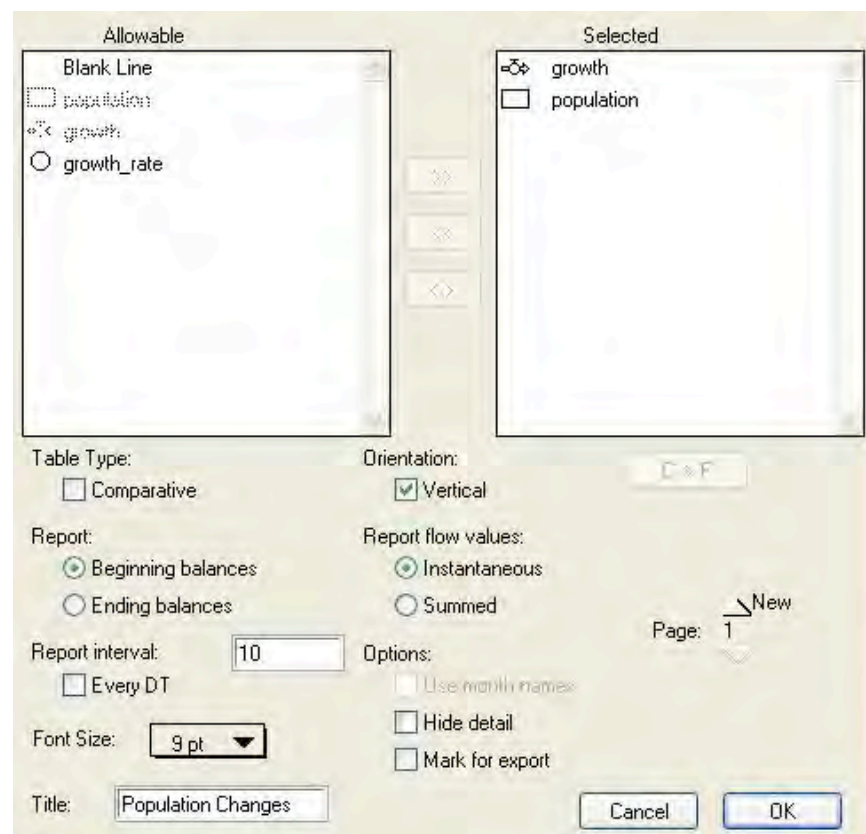 Allowable
Blank Line
population
growth
growth_rate
>>
<<
<>
Selected
growth
population
Table Type:
Comparative
Orientation:
Vertical
Report:
Beginning balances
Ending balances
Report flow values:
Instantaneous
Summed
Page: 1
New
Report interval: 10
Every DT
Options:
Use month names
Hide detail
Mark for export
Font Size: 9 pt
Title: Population Changes
Cancel
OK